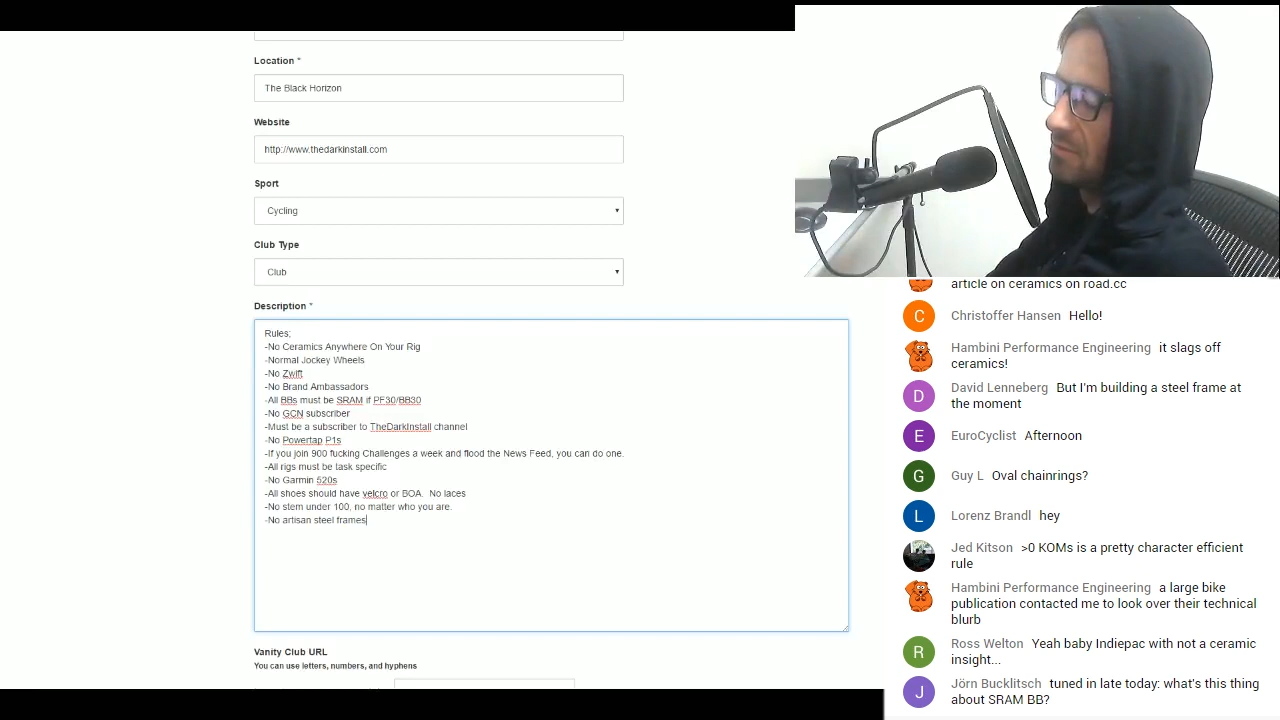 Location *
The Black Horizon
Website
http://www.thedarkinstall.com
Sport
Cycling
Club Type
Club
Description *
Rules;
-No Ceramics Anywhere On Your Rig
-Normal Jockey Wheels
-No Zwift
-No Brand Ambassadors
-All BBs must be SRAM if PF30/BB30
-No GCN subscriber
-Must be a subscriber to TheDarkInstall channel
-No Powertap P1s
-If you join 900 fucking Challenges a week and flood the News Feed, you can do one.
-All rigs must be task specific
-No Garmin 520s
-All shoes should have velcro or BOA.  No laces
-No stem under 100, no matter who you are.
-No artisan steel frames
Vanity Club URL
You can use letters, numbers, and hyphens
article on ceramics on road.cc
C Christoffer Hansen Hello!
Hambini Performance Engineering it slags off
ceramics!
D David Lenneberg But I'm building a steel frame at
the moment
E EuroCyclist Afternoon
G Guy L Oval chainrings?
L Lorenz Brandl hey
Jed Kitson >0 KOMs is a pretty character efficient
rule
Hambini Performance Engineering a large bike
publication contacted me to look over their technical
blurb
R Ross Welton Yeah baby Indiepac with not a ceramic
insight...
J Jörn Bucklitsch tuned in late today: what's this thing
about SRAM BB?